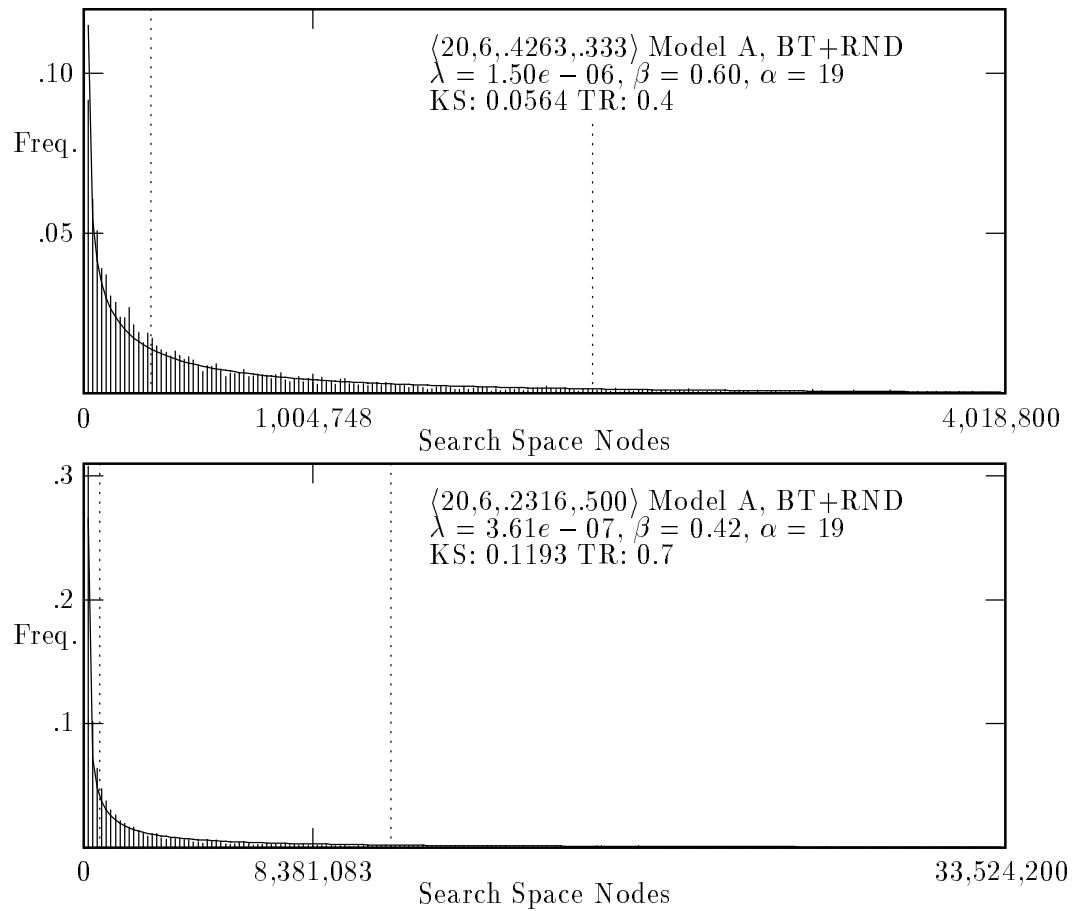 ⟨20,6,.4263,.333⟩ Model A, BT+RND
λ = 1.50e − 06, β = 0.60, α = 19
KS: 0.0564 TR: 0.4
.10
Freq.
.05
0 1,004,748 4,018,800
Search Space Nodes
.3
⟨20,6,.2316,.500⟩ Model A, BT+RND
λ = 3.61e − 07, β = 0.42, α = 19
KS: 0.1193 TR: 0.7
.2
Freq.
.1
0 8,381,083 33,524,200
Search Space Nodes